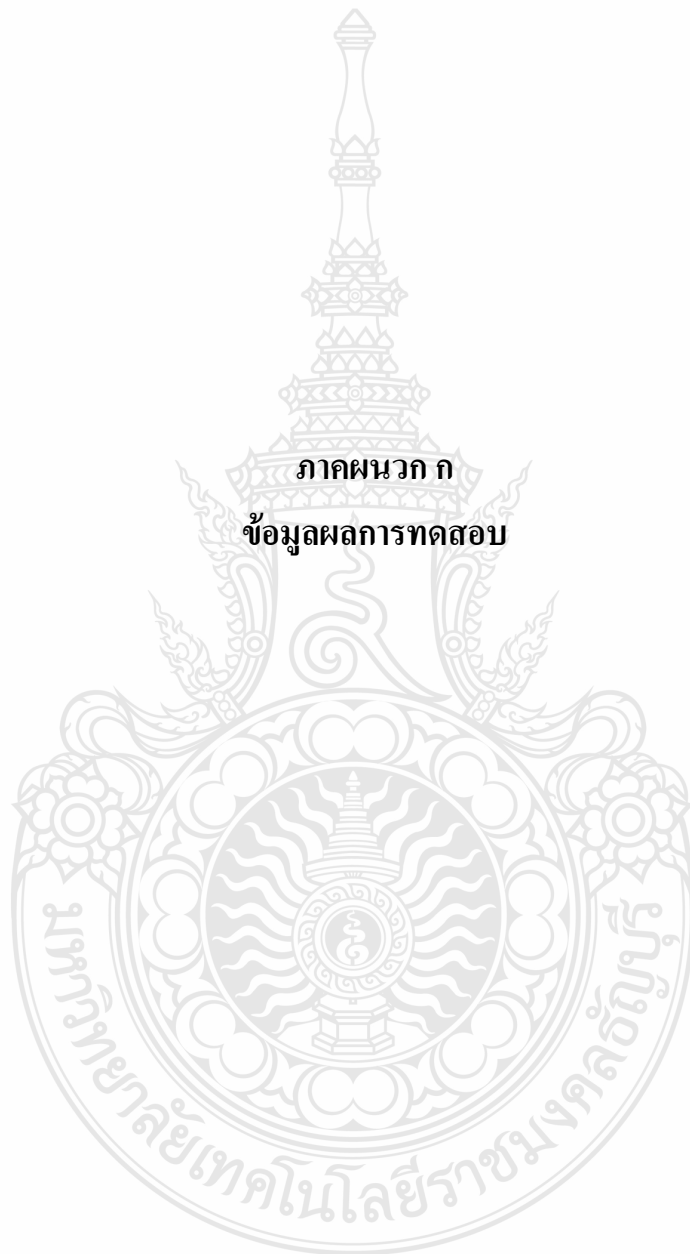 ภาคผนวก ก
ข้อมูลผลการทดสอบ
มหาวิทยาลัยเทคโนโลยีราชมงคลธัญบุรี